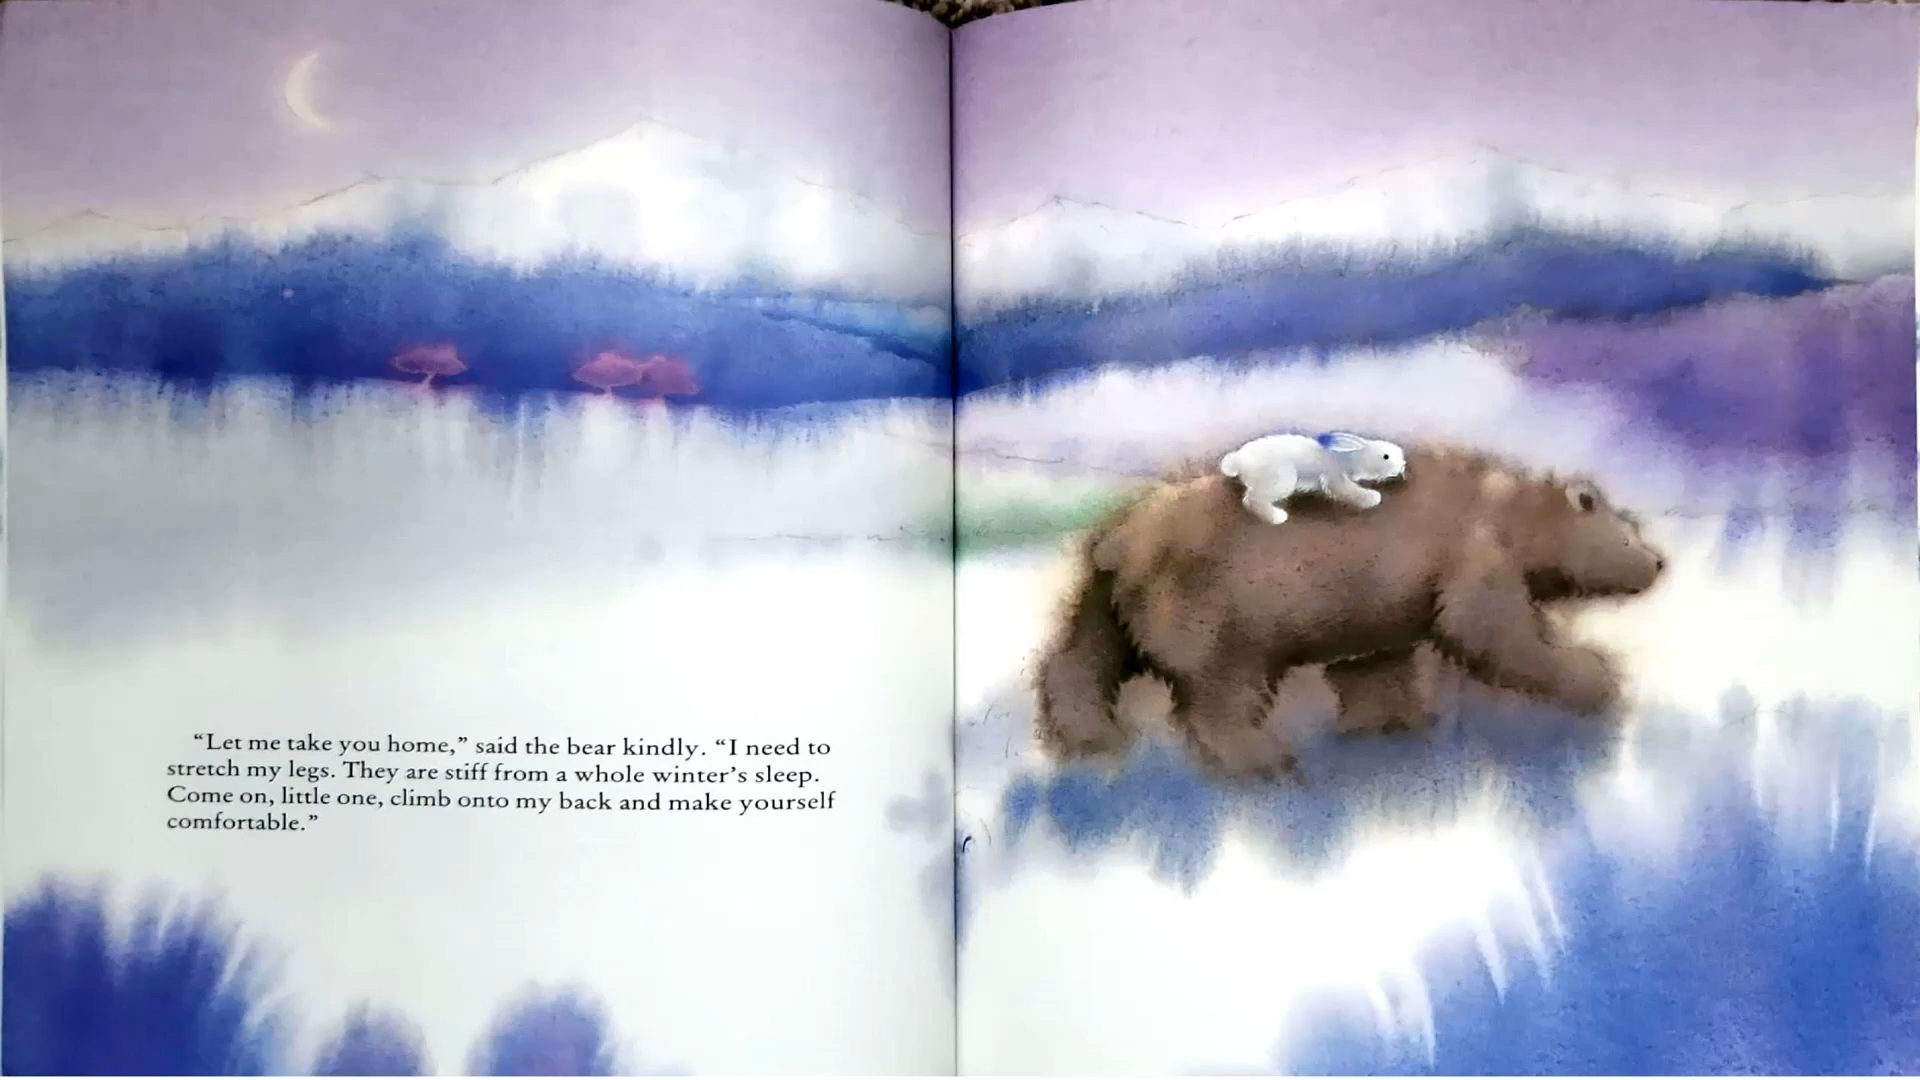 “Let me take you home,” said the bear kindly. “I need to
stretch my legs. They are stiff from a whole winter’s sleep.
Come on, little one, climb onto my back and make yourself
comfortable.”